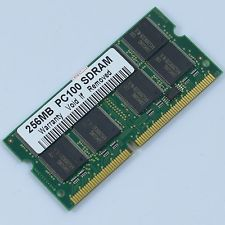 256MB PC100 SDRAM
Warranty Void if Removed